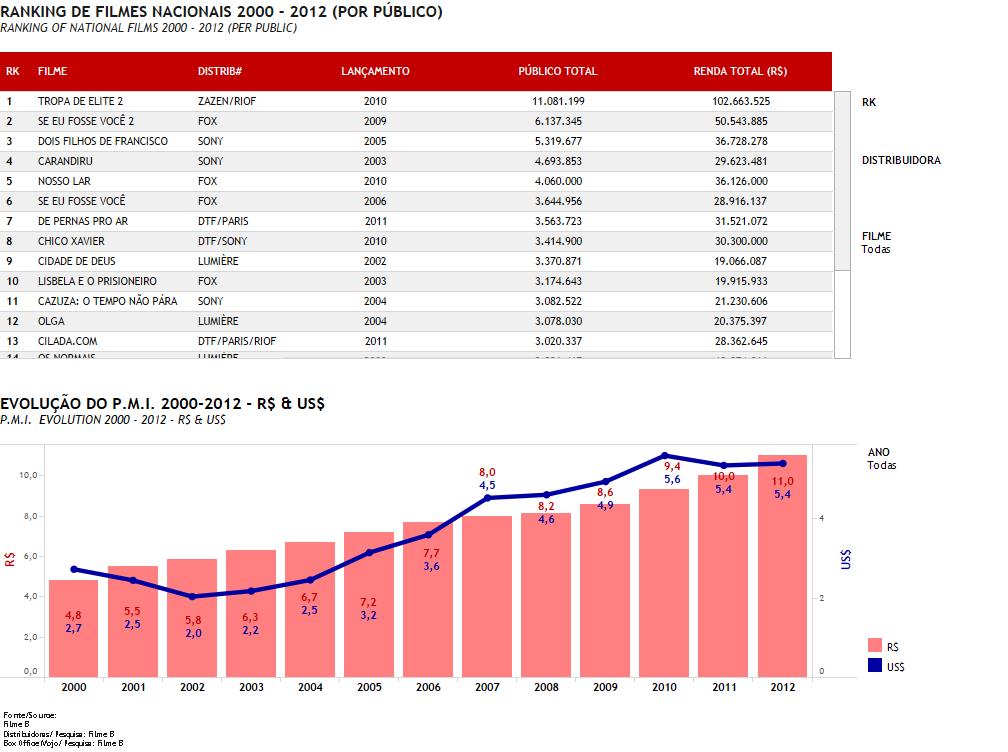 RANKING DE FILMES NACIONAIS 2000 - 2012 (POR PÚBLICO)
RANKING OF NATIONAL FILMS 2000 - 2012 (PER PUBLIC)
RK FILME DISTRIB# LANÇAMENTO PÚBLICO TOTAL RENDA TOTAL (R$)
1 TROPA DE ELITE 2 ZAZEN/RIOF 2010 11.081.199 102.663.525
2 SE EU FOSSE VOCÊ 2 FOX 2009 6.137.345 50.543.885
3 DOIS FILHOS DE FRANCISCO SONY 2005 5.319.677 36.728.278
4 CARANDIRU SONY 2003 4.693.853 29.623.481
5 NOSSO LAR FOX 2010 4.060.000 36.126.000
6 SE EU FOSSE VOCÊ FOX 2006 3.644.956 28.916.137
7 DE PERNAS PRO AR DTF/PARIS 2011 3.563.723 31.521.072
8 CHICO XAVIER DTF/SONY 2010 3.414.900 30.300.000
9 CIDADE DE DEUS LUMIÈRE 2002 3.370.871 19.066.087
10 LISBELA E O PRISIONEIRO FOX 2003 3.174.643 19.915.933
11 CAZUZA: O TEMPO NÃO PÁRA SONY 2004 3.082.522 21.230.606
12 OLGA LUMIÈRE 2004 3.078.030 20.375.397
13 CILADA.COM DTF/PARIS/RIOF 2011 3.020.337 28.362.645
14 OS NORMAIS LUMIÈRE
RK
DISTRIBUIDORA
FILME
Todas
EVOLUÇÃO DO P.M.I. 2000-2012 - R$ & US$
P.M.I. EVOLUTION 2000 - 2012 - R$ & US$
ANO
Todas
R$
10,0
8,0
6,0
4,0
2,0
0,0
4,8
2,7
5,5
2,5
5,8
2,0
6,3
2,2
6,7
2,5
7,2
3,2
7,7
3,6
8,0
4,5
8,2
4,6
8,6
4,9
9,4
5,6
10,0
5,4
11,0
5,4
4
2
0
US$
2000 2001 2002 2003 2004 2005 2006 2007 2008 2009 2010 2011 2012
R$
US$
Fonte/Source:
Filme B
Distribuidores/ Pesquisa: Filme B
Box Office Mojo/ Pesquisa: Filme B